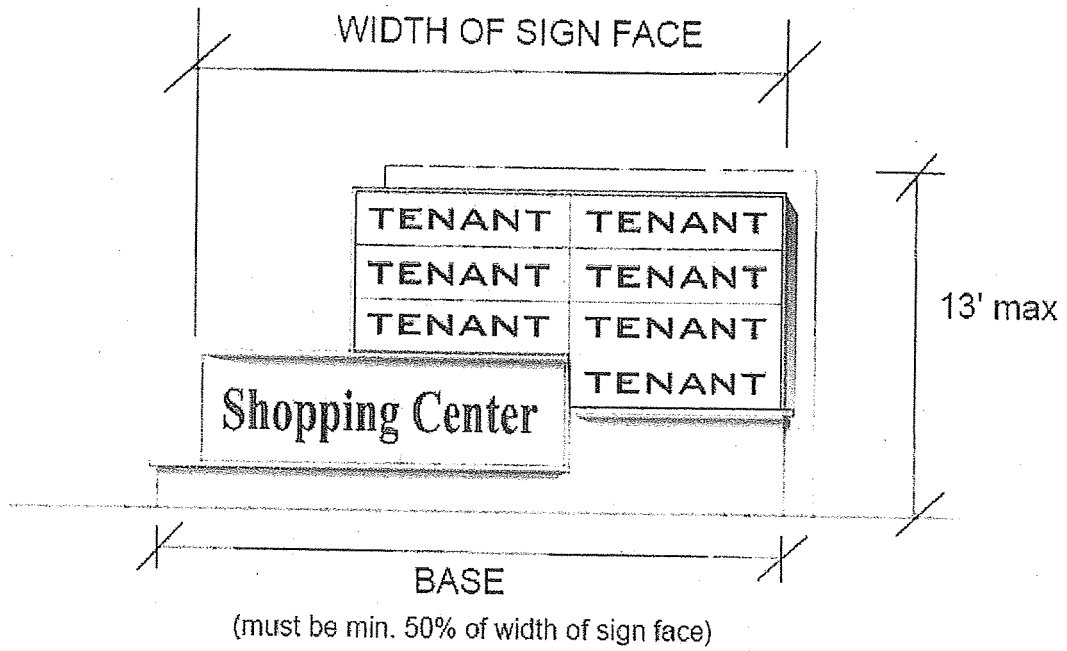 WIDTH OF SIGN FACE
TENANT TENANT
TENANT TENANT
TENANT TENANT
TENANT
Shopping Center
13' max
BASE
(must be min. 50% of width of sign face)